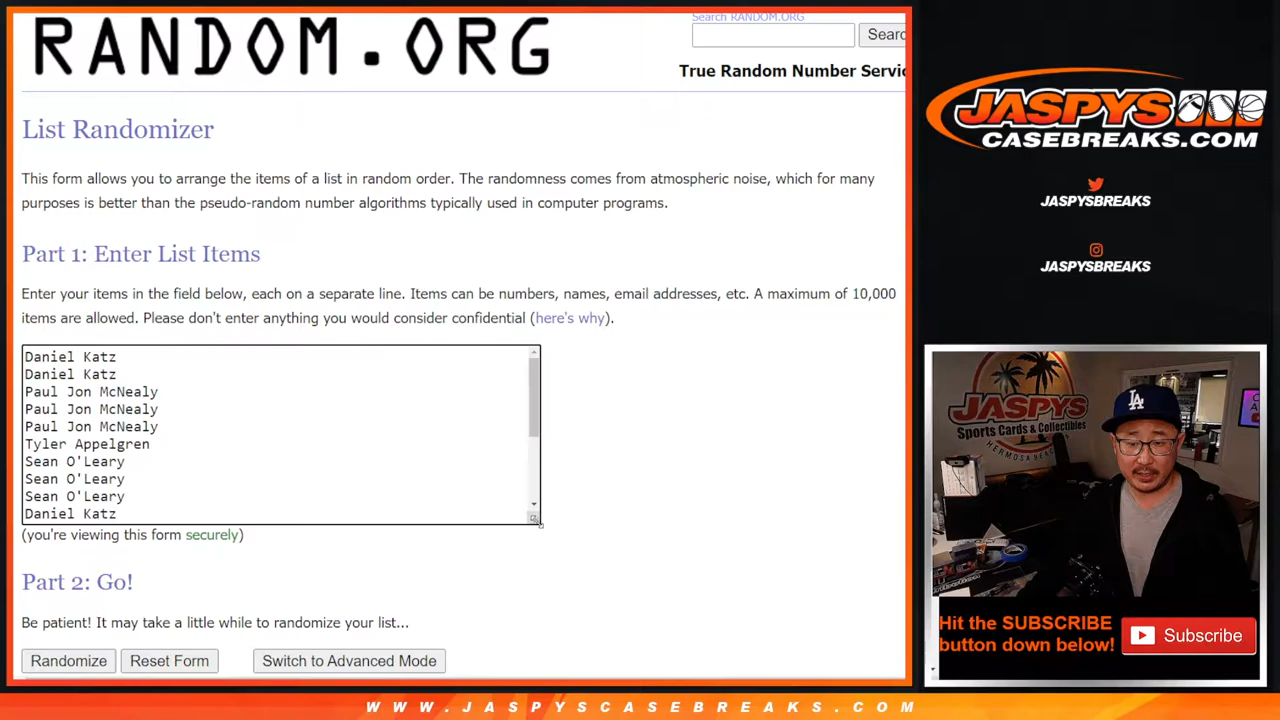 RANDOM.ORG
Search RANDOM.ORG
Searc
True Random Number Servic
List Randomizer
This form allows you to arrange the items of a list in random order. The randomness comes from atmospheric noise, which for many
purposes is better than the pseudo-random number algorithms typically used in computer programs.
Part 1: Enter List Items
Enter your items in the field below, each on a separate line. Items can be numbers, names, email addresses, etc. A maximum of 10,000
items are allowed. Please don't enter anything you would consider confidential (here's why).
Daniel Katz
Daniel Katz
Paul Jon McNealy
Paul Jon McNealy
Paul Jon McNealy
Tyler Appelgren
Sean O'Leary
Sean O'Leary
Sean O'Leary
Daniel Katz
(you're viewing this form securely)
Part 2: Go!
Be patient! It may take a little while to randomize your list...
Randomize
Reset Form
Switch to Advanced Mode
JASPYS
CASEBREAKS.COM
JASPYSBREAKS
JASPYSBREAKS
JASPYS
Sports Cards & Collectibles
HERMOSA BEACH
LA
Hit the SUBSCRIBE
button down below!
Subscribe
WWW.JASPYSCASEBREAKS.COM